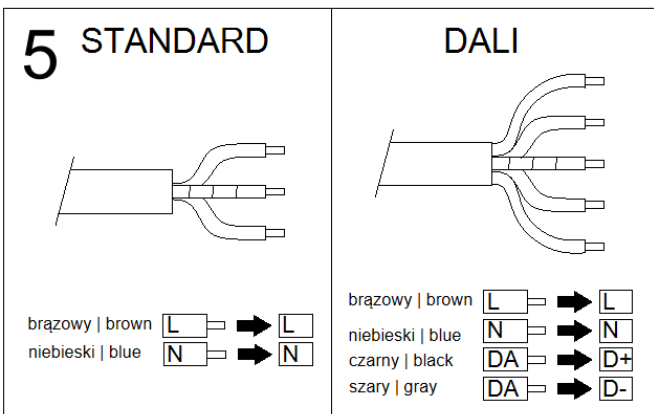 5 STANDARD
brązowy | brown L L
niebieski | blue N N
DALI
brązowy | brown L L
niebieski | blue N N
czarny | black DA D+
szary | gray DA D-